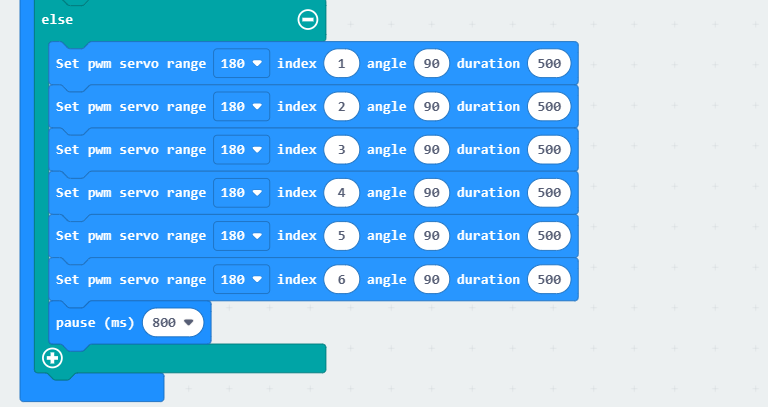 else
Set pwm servo range 180 index 1 angle 90 duration 500
Set pwm servo range 180 index 2 angle 90 duration 500
Set pwm servo range 180 index 3 angle 90 duration 500
Set pwm servo range 180 index 4 angle 90 duration 500
Set pwm servo range 180 index 5 angle 90 duration 500
Set pwm servo range 180 index 6 angle 90 duration 500
pause (ms) 800